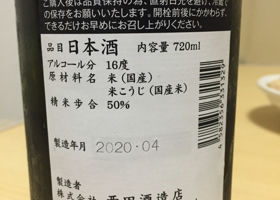 ご購入後は品質保持の為、直射日光を避け、冷蔵で
の保存をお願いいたします。開栓前後にかかわらず、
できるだけお早めにお召し上がりください。
品目 日本酒 内容量 720ml
アルコール分 16度
原材料名 米(国産)
米こうじ(国産米)
精米歩合 50%
製造年月 2020・04
製造者
株式会社 西田酒造店